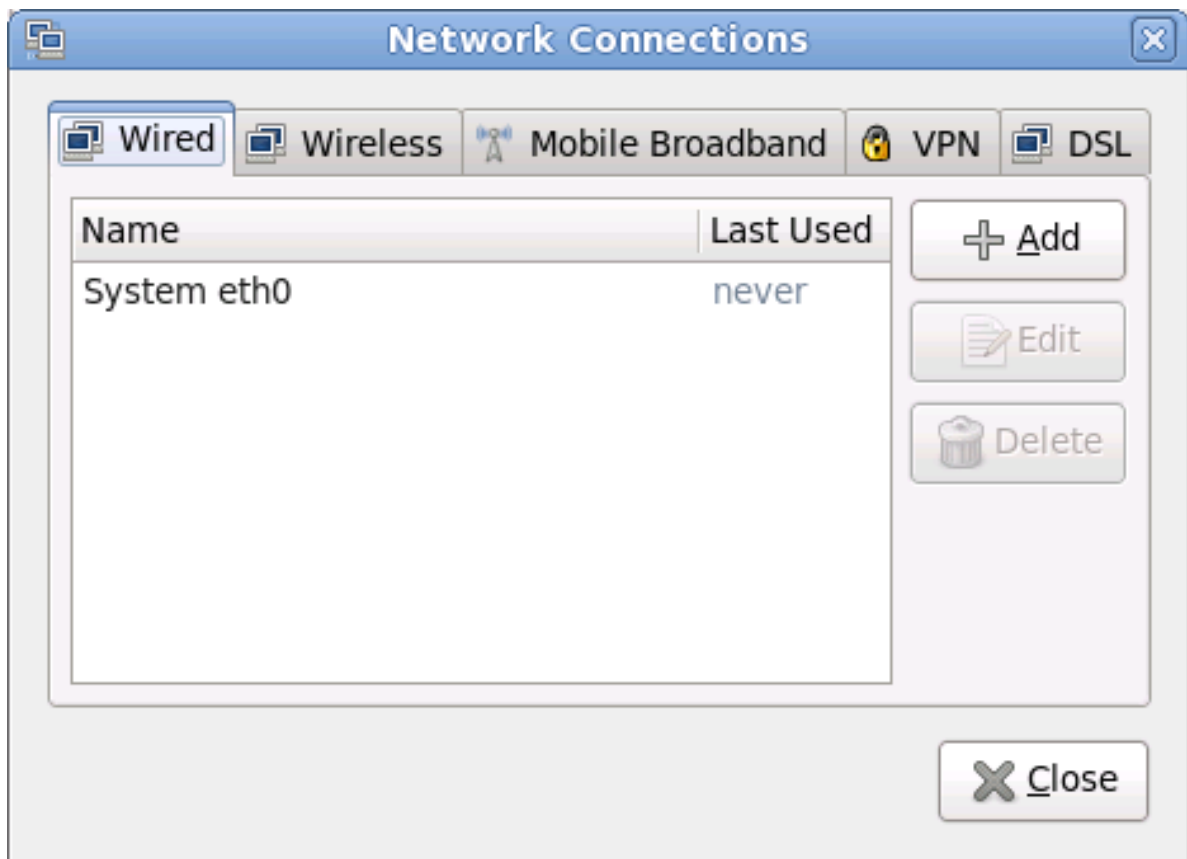 Network Connections
Wired Wireless Mobile Broadband VPN DSL
Name Last Used
Add
System eth0 never
Edit
Delete
Close